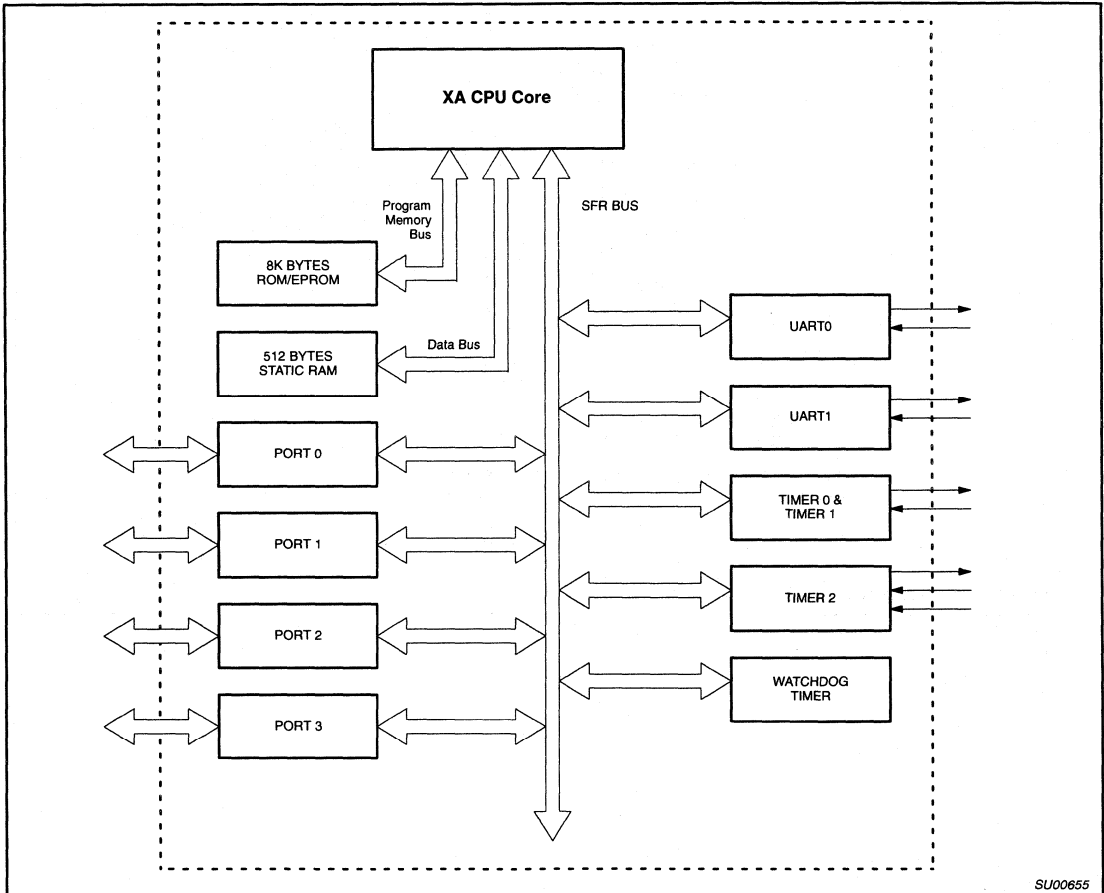 XA CPU Core
Program
Memory
Bus
SFR BUS
8K BYTES
ROM/EPROM
UART0
512 BYTES
STATIC RAM
Data Bus
UART1
PORT 0
TIMER 0 &
TIMER 1
PORT 1
TIMER 2
PORT 2
WATCHDOG
TIMER
PORT 3
SU00655